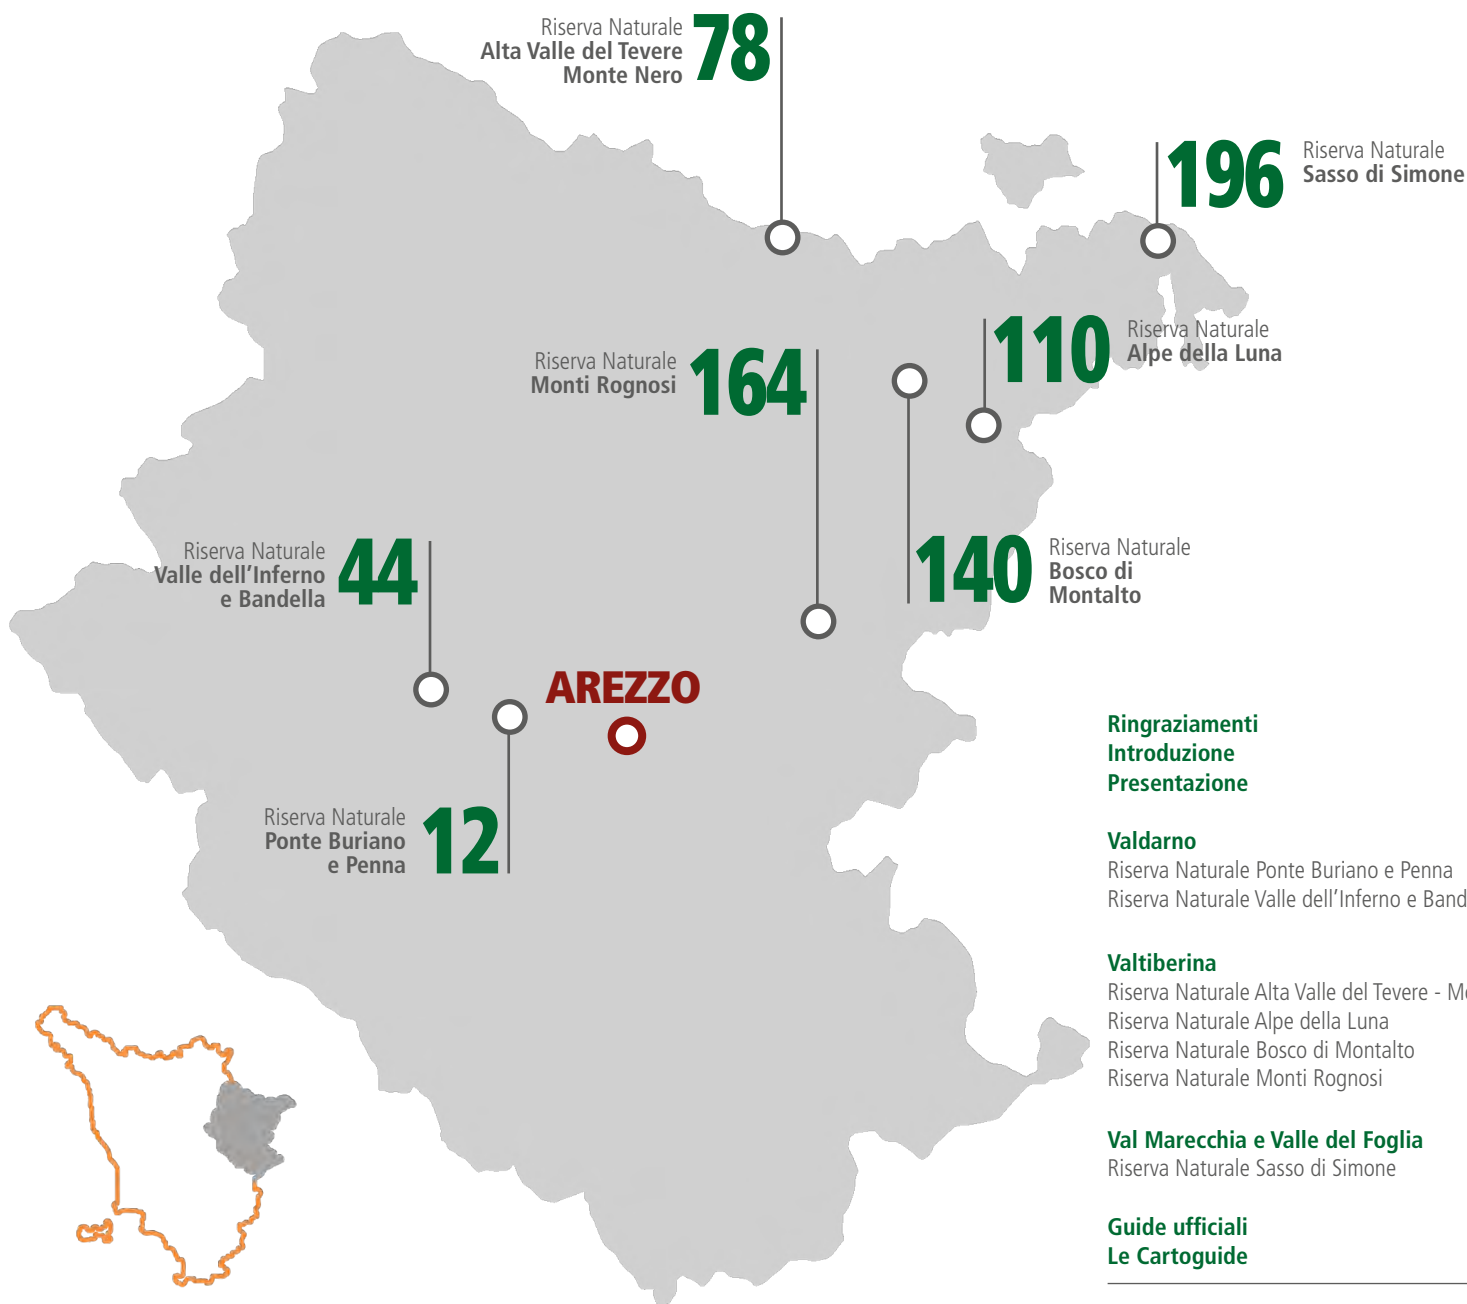 Riserva Naturale
Alta Valle del Tevere
Monte Nero
78
196
Riserva Naturale
Sasso di Simone
110
Riserva Naturale
Alpe della Luna
Riserva Naturale
Monti Rognosi
164
Riserva Naturale
Valle dell'Inferno
e Bandella
44
140
Riserva Naturale
Bosco di
Montalto
AREZZO
Riserva Naturale
Ponte Buriano
e Penna
12
Ringraziamenti
Introduzione
Presentazione
Valdarno
Riserva Naturale Ponte Buriano e Penna
Riserva Naturale Valle dell'Inferno e Band
Valtiberina
Riserva Naturale Alta Valle del Tevere - M
Riserva Naturale Alpe della Luna
Riserva Naturale Bosco di Montalto
Riserva Naturale Monti Rognosi
Val Marecchia e Valle del Foglia
Riserva Naturale Sasso di Simone
Guide ufficiali
Le Cartoguide